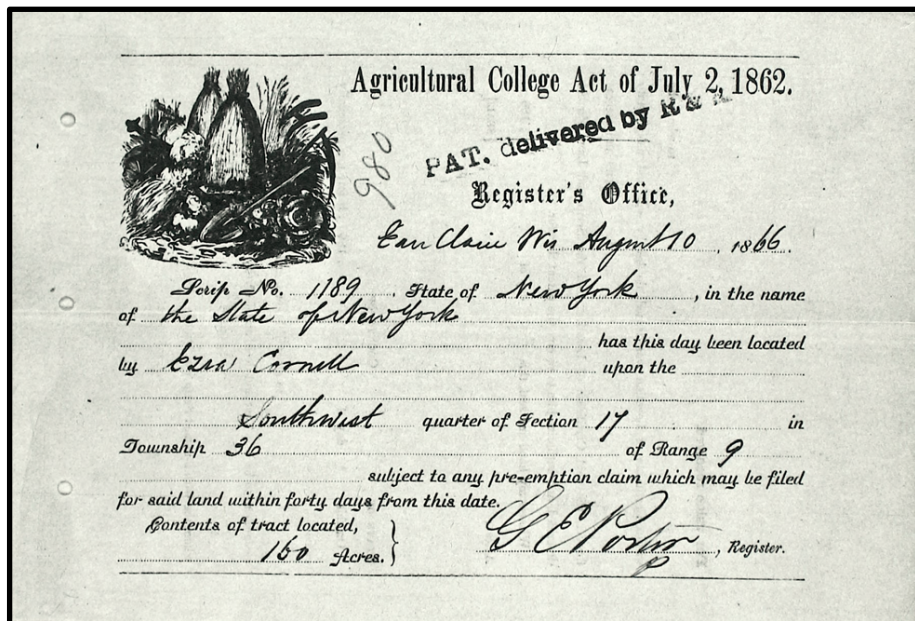 Agricultural College Act of July 2, 1862.
980
PAT. delivered by R &
Register's Office,
Eau Claire Wis August 10, 1866.
Scrip No. 1189, State of New York, in the name
of the State of New York
has this day been located
by Ezra Cornell upon the
Southwest quarter of Section 17 in
Township 36 of Range 9
subject to any pre-emption claim which may be filed
for said land within forty days from this date.
Contents of tract located,
160 Acres.
G E Porter, Register.